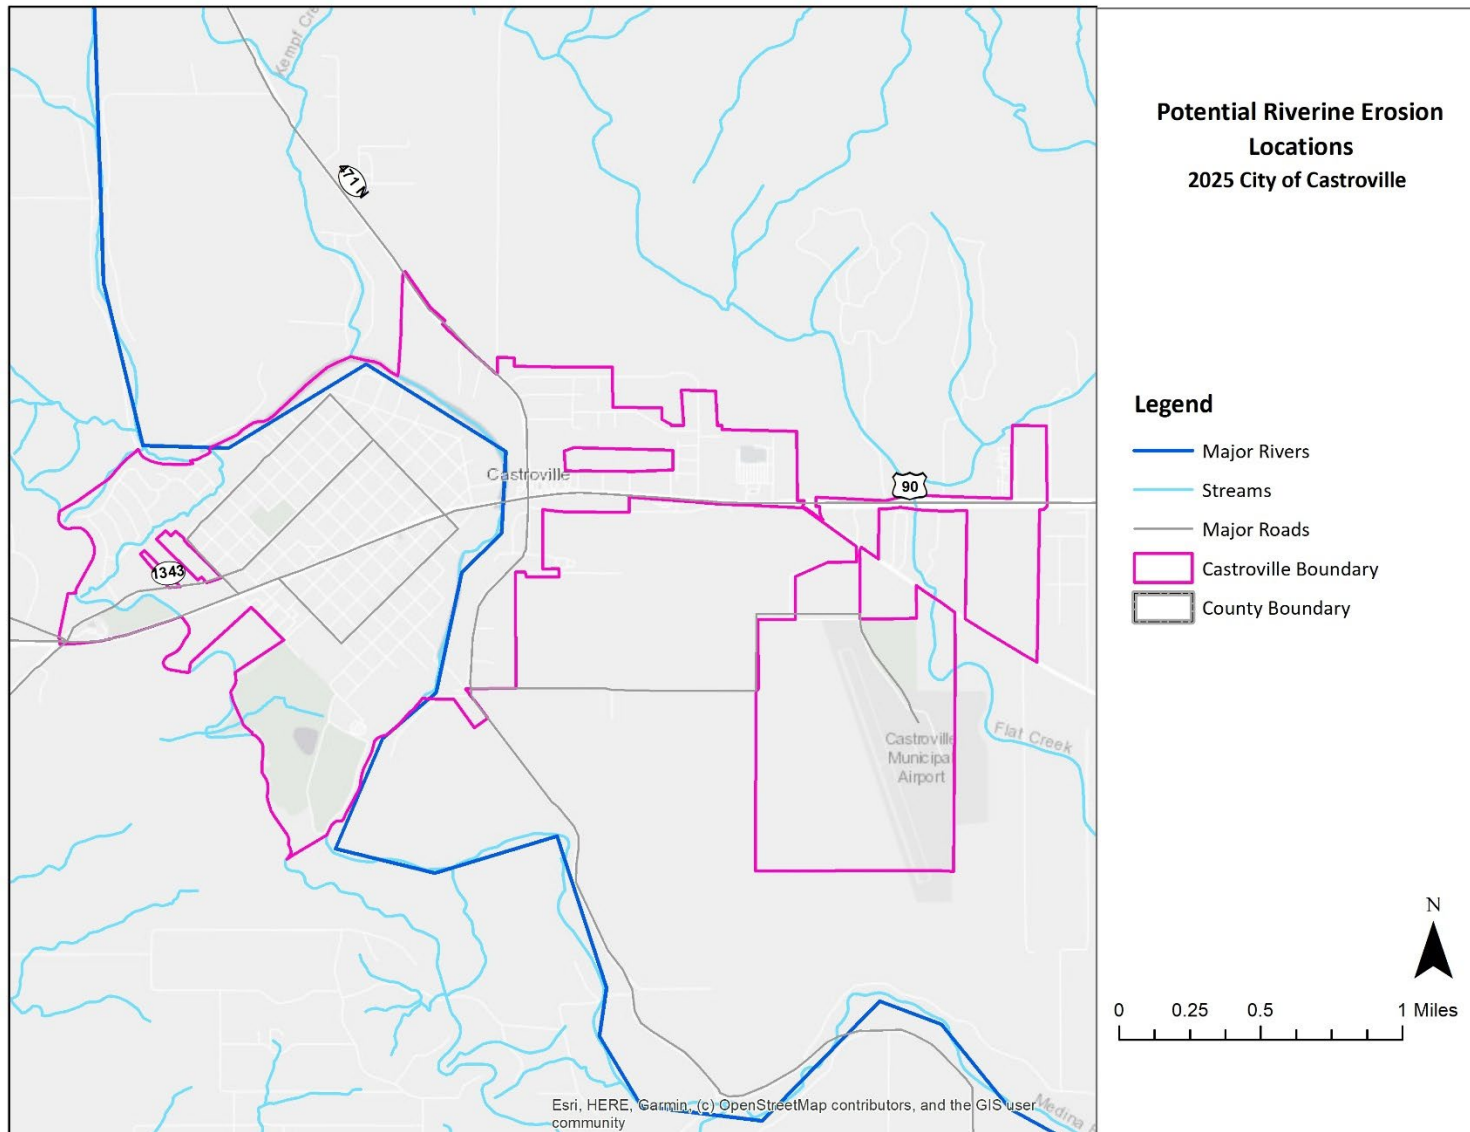 Potential Riverine Erosion
Locations
2025 City of Castroville
Legend
Major Rivers
Streams
Major Roads
Castroville Boundary
County Boundary
N
0 0.25 0.5 1 Miles
Kempf
471 N
Castroville
90
1343
Flat Creek
Castroville
Municipal
Airport
Medina
Esri, HERE, Garmin, (c) OpenStreetMap contributors, and the GIS user
community